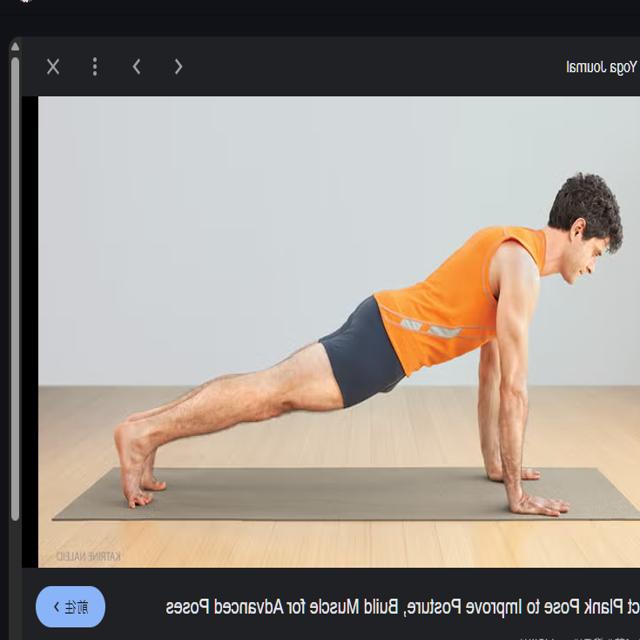 Yoga Journal
KATRINE NALEID
ct Plank Pose to Improve Posture, Build Muscle for Advanced Poses
前往